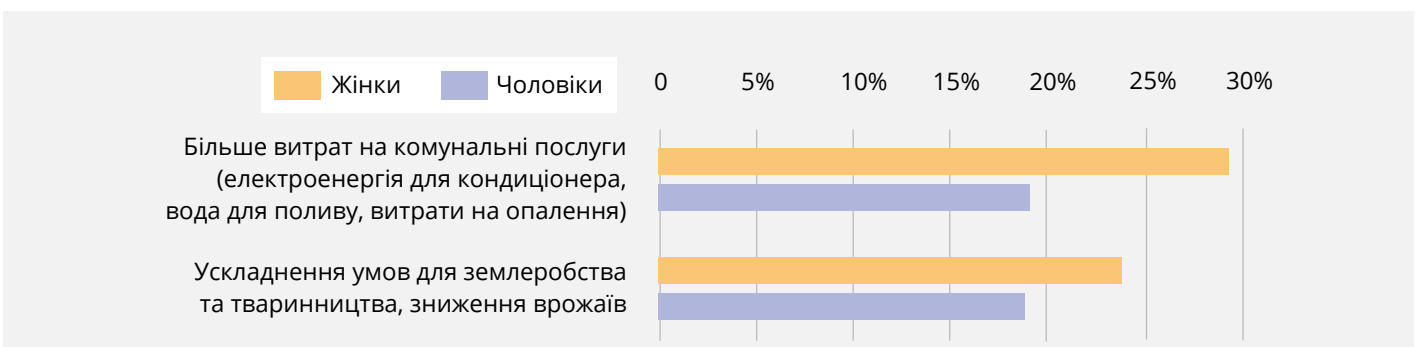 Жінки Чоловіки 0 5% 10% 15% 20% 25% 30%
Більше витрат на комунальні послуги
(електроенергія для кондиціонера,
вода для поливу, витрати на опалення)
Ускладнення умов для землеробства
та тваринництва, зниження врожаїв